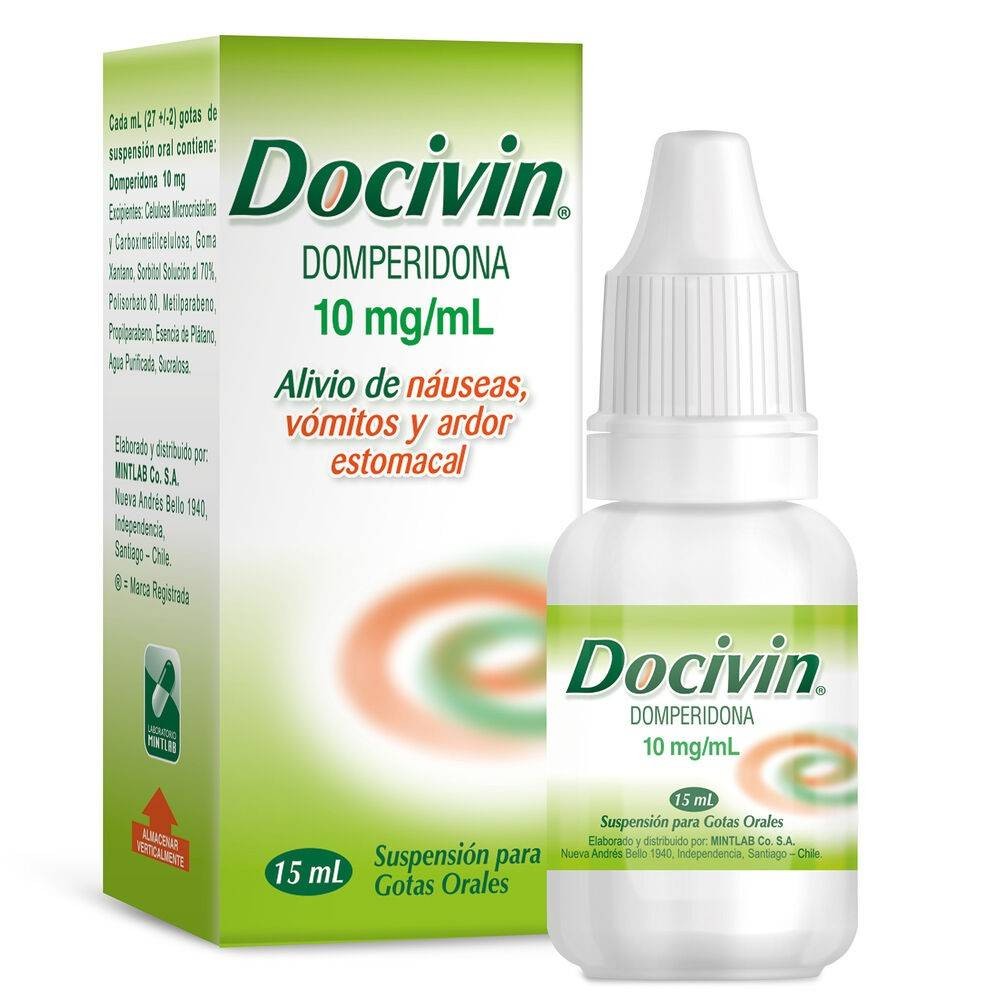 Cada mL (27 +/-2) gotas de
suspensión oral contiene:
Domperidona 10 mg
Excipientes: Celulosa Microcristalina
y Carboximetilcelulosa, Goma
Xantano, Sorbitol Solución al 70%,
Polisorbato 80, Metilparabeno,
Propilparabeno, Esencia de Plátano,
Agua Purificada, Sucralosa.
Elaborado y distribuido por:
MINTLAB Co. S.A.
Nueva Andrés Bello 1940,
Independencia,
Santiago – Chile.
® = Marca Registrada
LABORATORIO
MINTLAB
ALMACENAR
VERTICALMENTE
Docivin®
DOMPERIDONA
10 mg/mL
Alivio de náuseas,
vómitos y ardor
estomacal
15 mL
Suspensión para
Gotas Orales
Docivin®
DOMPERIDONA
10 mg/mL
15 mL
Suspensión para Gotas Orales
Elaborado y distribuido por: MINTLAB Co. S.A.
Nueva Andrés Bello 1940, Independencia, Santiago – Chile.